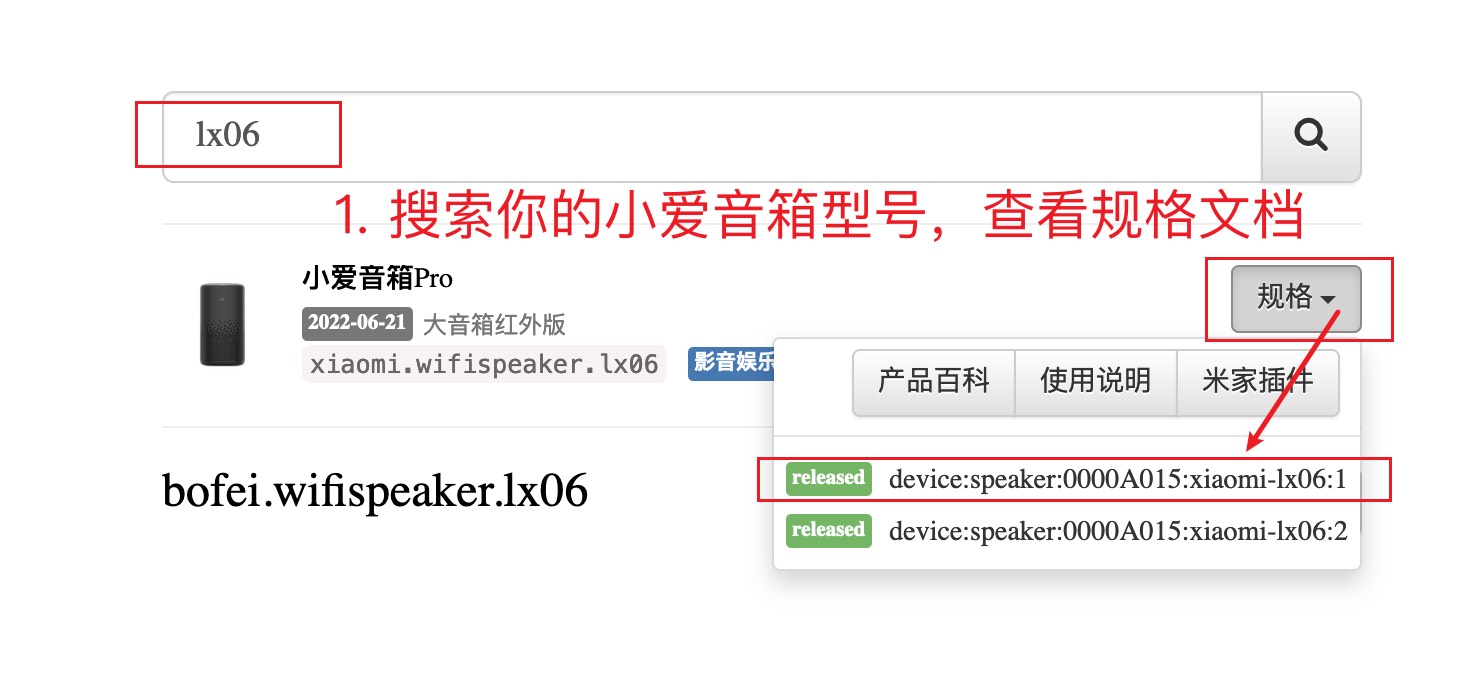 lx06
1. 搜索你的小爱音箱型号，查看规格文档
小爱音箱Pro
规格
2022-06-21 大音箱红外版
xiaomi.wifispeaker.lx06 影音娱乐
产品百科 使用说明 米家插件
released device:speaker:0000A015:xiaomi-lx06:1
bofei.wifispeaker.lx06
released device:speaker:0000A015:xiaomi-lx06:2